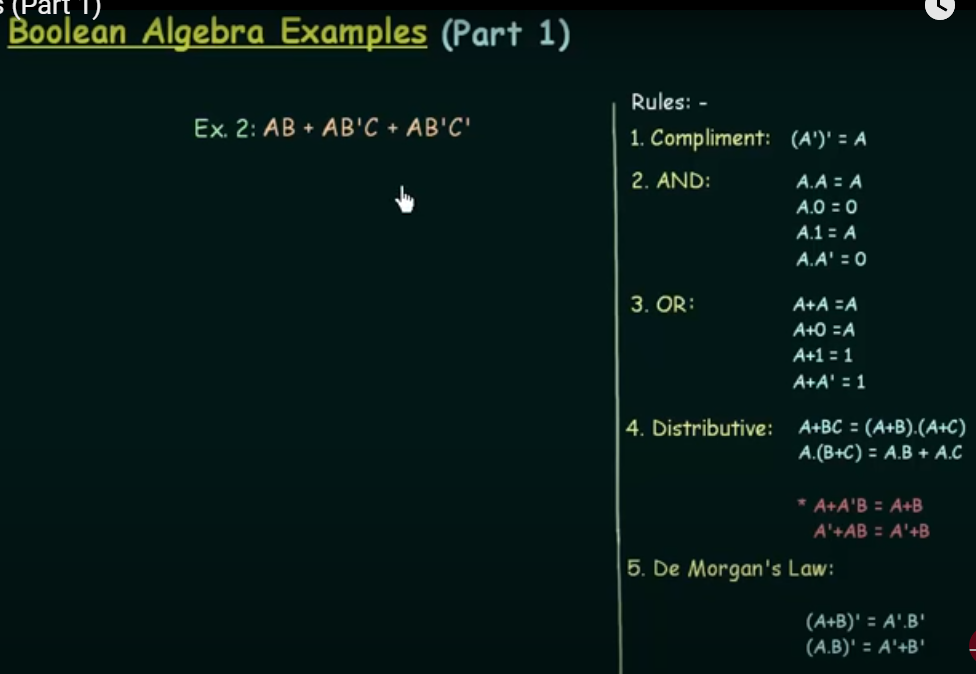 s (Part 1)
Boolean Algebra Examples (Part 1)
Ex. 2: AB + AB'C + AB'C'
Rules: -
1. Compliment: (A')' = A
2. AND: A.A = A
A.0 = 0
A.1 = A
A.A' = 0
3. OR: A+A =A
A+0 =A
A+1 = 1
A+A' = 1
4. Distributive: A+BC = (A+B).(A+C)
A.(B+C) = A.B + A.C
* A+A'B = A+B
A'+AB = A'+B
5. De Morgan's Law:
(A+B)' = A'.B'
(A.B)' = A'+B'